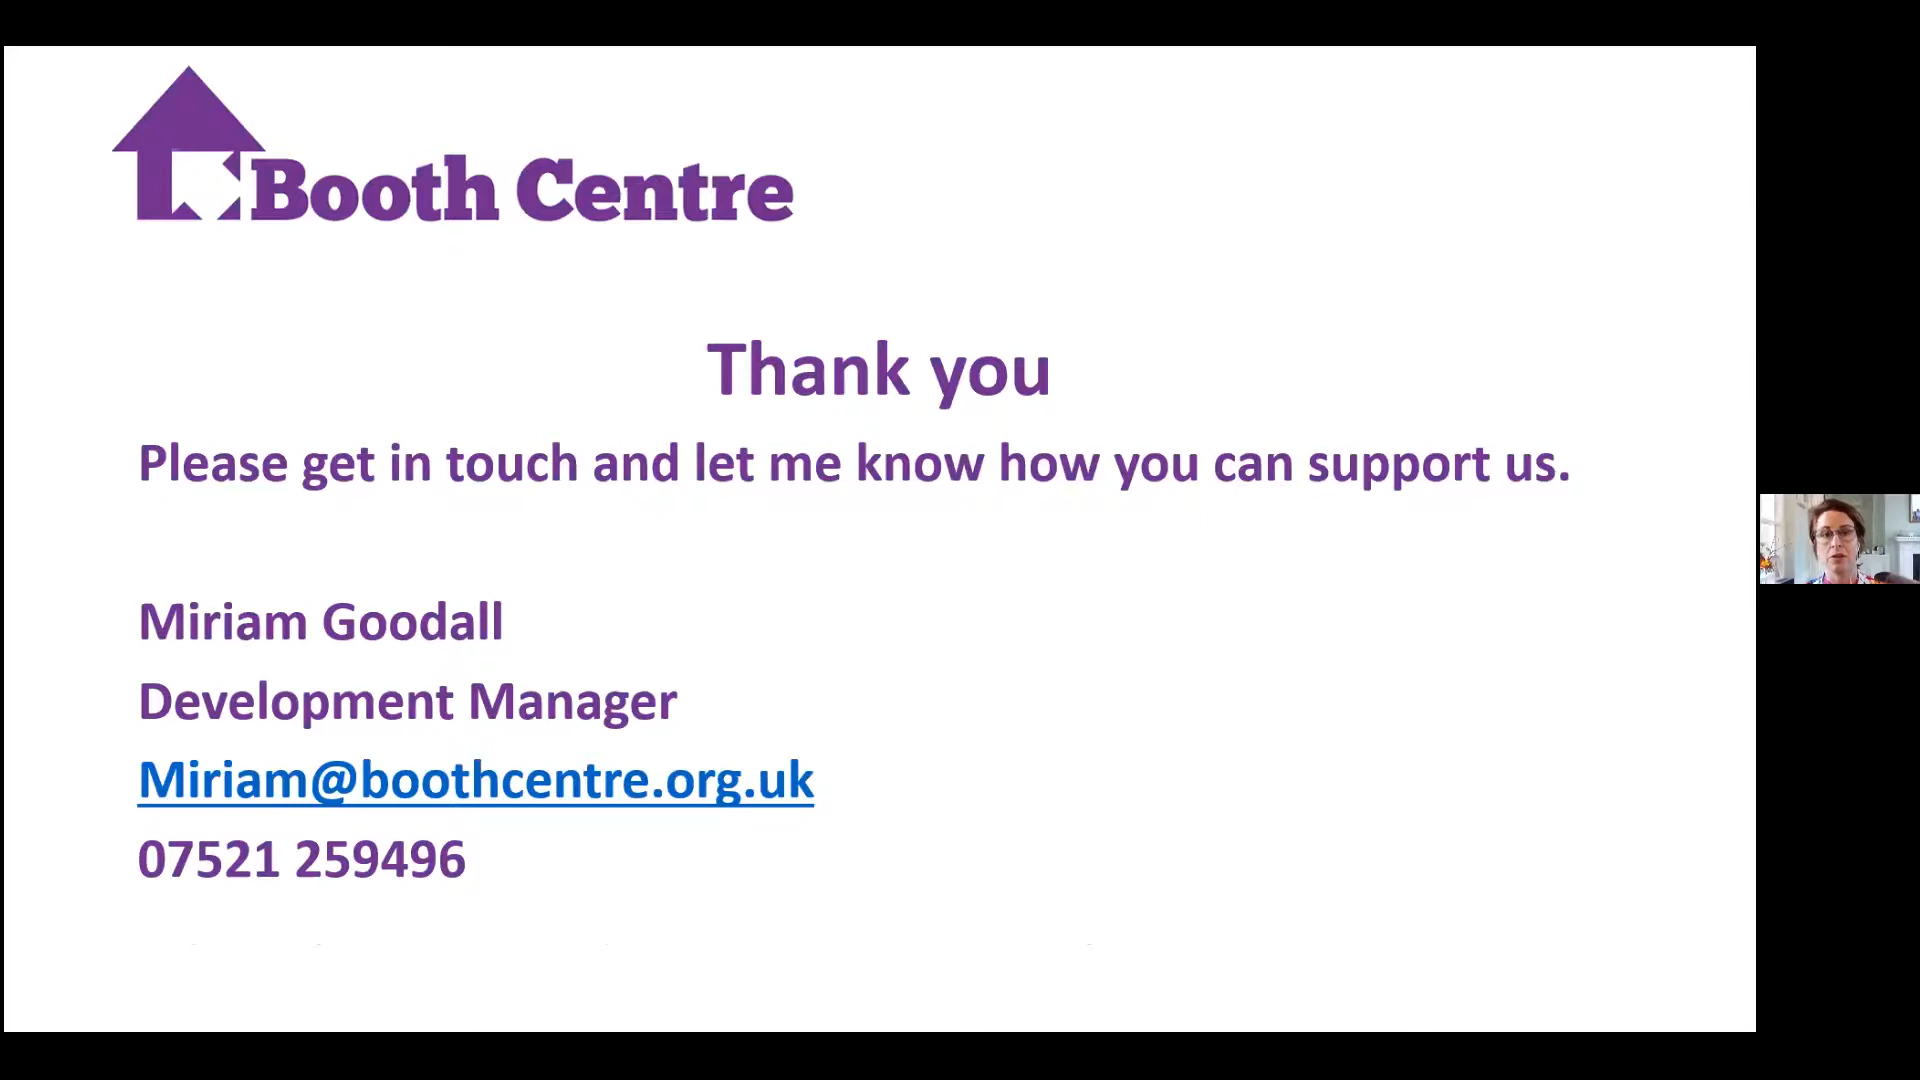 Booth Centre
Thank you
Please get in touch and let me know how you can support us.
Miriam Goodall
Development Manager
Miriam@boothcentre.org.uk
07521 259496